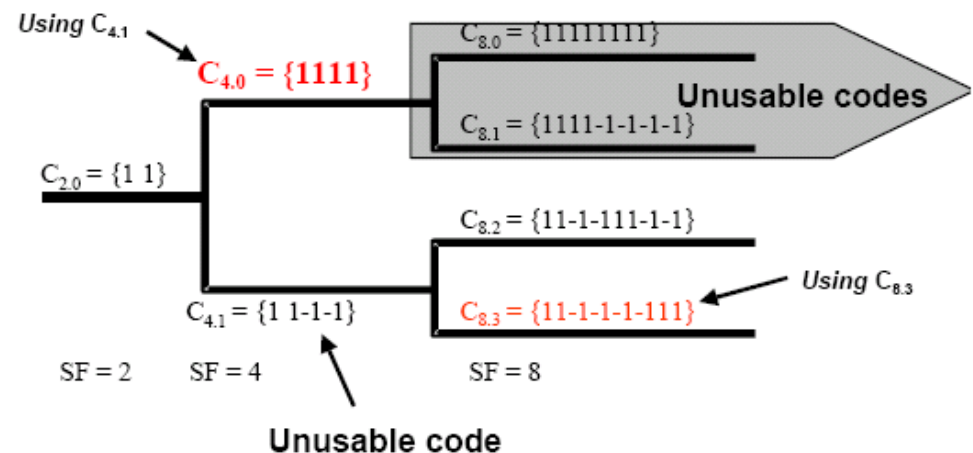 Using C4.1
C8.0 = {11111111}
C4.0 = {1111}
Unusable codes
C8.1 = {1111-1-1-1-1}
C2.0 = {1 1}
C8.2 = {11-1-111-1-1}
Using C8.3
C4.1 = {1 1-1-1}
C8.3 = {11-1-1-1-111}
SF = 2 SF = 4 SF = 8
Unusable code